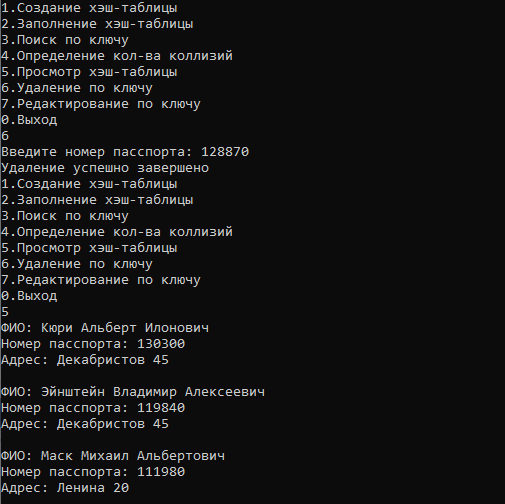 1.Создание хэш-таблицы
2.Заполнение хэш-таблицы
3.Поиск по ключу
4.Определение кол-ва коллизий
5.Просмотр хэш-таблицы
6.Удаление по ключу
7.Редактирование по ключу
0.Выход
6
Введите номер пасспорта: 128870
Удаление успешно завершено
1.Создание хэш-таблицы
2.Заполнение хэш-таблицы
3.Поиск по ключу
4.Определение кол-ва коллизий
5.Просмотр хэш-таблицы
6.Удаление по ключу
7.Редактирование по ключу
0.Выход
5
ФИО: Кюри Альберт Илонович
Номер пасспорта: 130300
Адрес: Декабристов 45
ФИО: Эйнштейн Владимир Алексеевич
Номер пасспорта: 119840
Адрес: Декабристов 45
ФИО: Маск Михаил Альбертович
Номер пасспорта: 111980
Адрес: Ленина 20